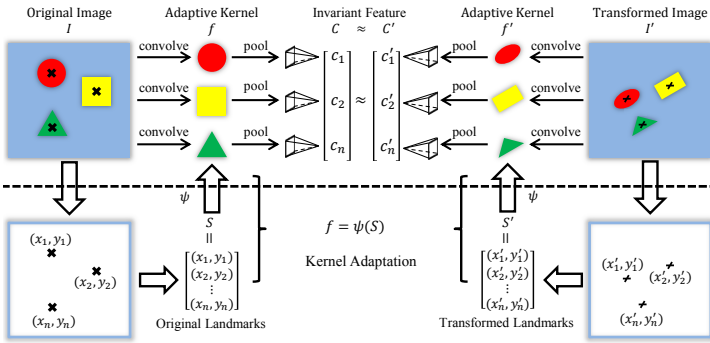 Original Image
I
Adaptive Kernel
f
Invariant Feature
C ≈ C′
Adaptive Kernel
f′
Transformed Image
I′
convolve
pool
c₁
c₁′
pool
convolve
convolve
pool
c₂
≈
c₂′
pool
convolve
convolve
pool
cₙ
cₙ′
pool
convolve
ψ
ψ
S
=
(x₁, y₁)
(x₂, y₂)
⋮
(xₙ, yₙ)
Original Landmarks
f = ψ(S)
Kernel Adaptation
S′
=
(x₁′, y₁′)
(x₂′, y₂′)
⋮
(xₙ′, yₙ′)
Transformed Landmarks
(x₁, y₁)
(x₂, y₂)
(xₙ, yₙ)
(x₁′, y₁′)
(x₂′, y₂′)
(xₙ′, yₙ′)